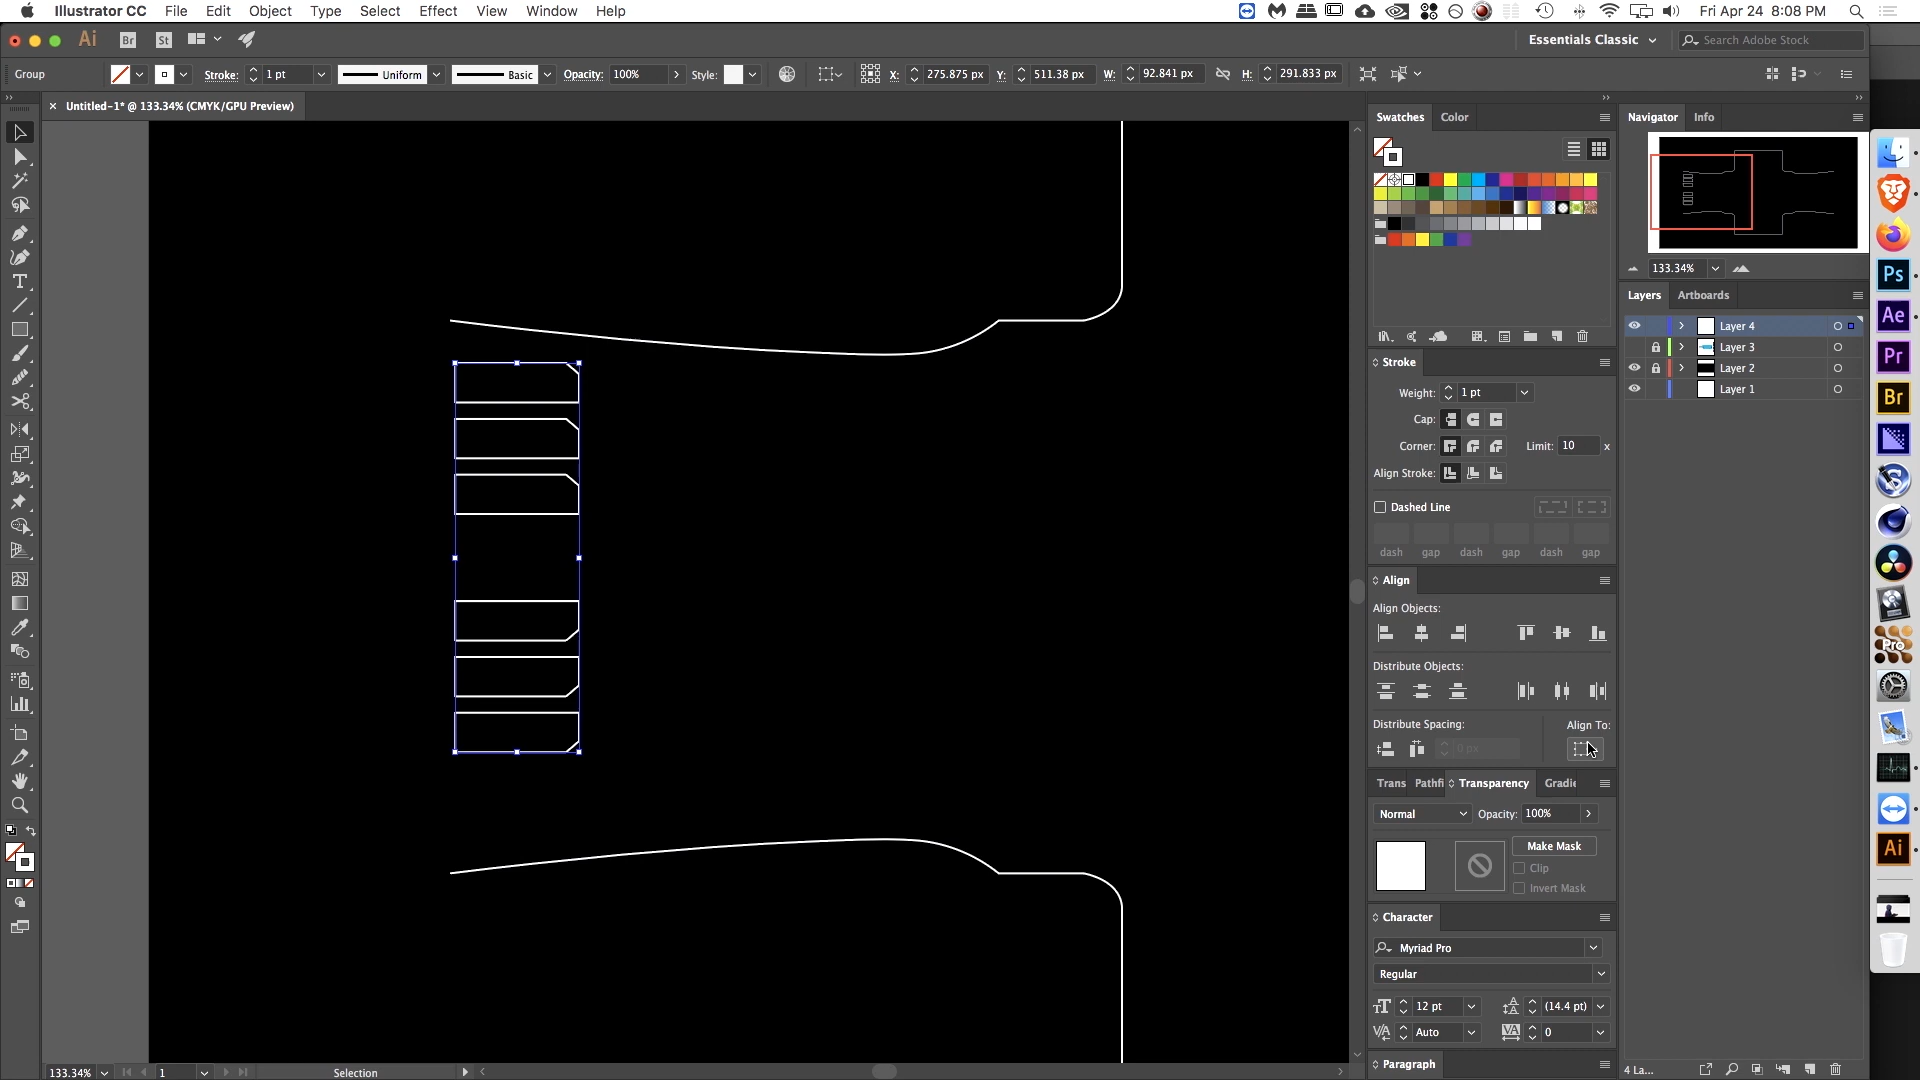 Illustrator CC File Edit Object Type Select Effect View Window Help Fri Apr 24 8:08 PM
Ai Br St Essentials Classic Search Adobe Stock
Group Stroke: 1 pt Uniform Basic Opacity: 100% Style: X: 275.875 px Y: 511.38 px W: 92.841 px H: 291.833 px
× Untitled-1* @ 133.34% (CMYK/GPU Preview)
Swatches Color
Navigator Info
133.34%
Layers Artboards
Layer 4
Layer 3
Layer 2
Layer 1
Stroke
Weight: 1 pt
Cap:
Corner: Limit: 10 x
Align Stroke:
Dashed Line
dash gap dash gap dash gap
Align
Align Objects:
Distribute Objects:
Distribute Spacing: Align To:
0 px
Trans Pathfi Transparency Gradie
Normal Opacity: 100%
Make Mask
Clip
Invert Mask
Character
Myriad Pro
Regular
12 pt (14.4 pt)
Auto 0
Paragraph
4 La...
133.34% 1 Selection
Ps
Ae
Pr
Br
Pro
Ai